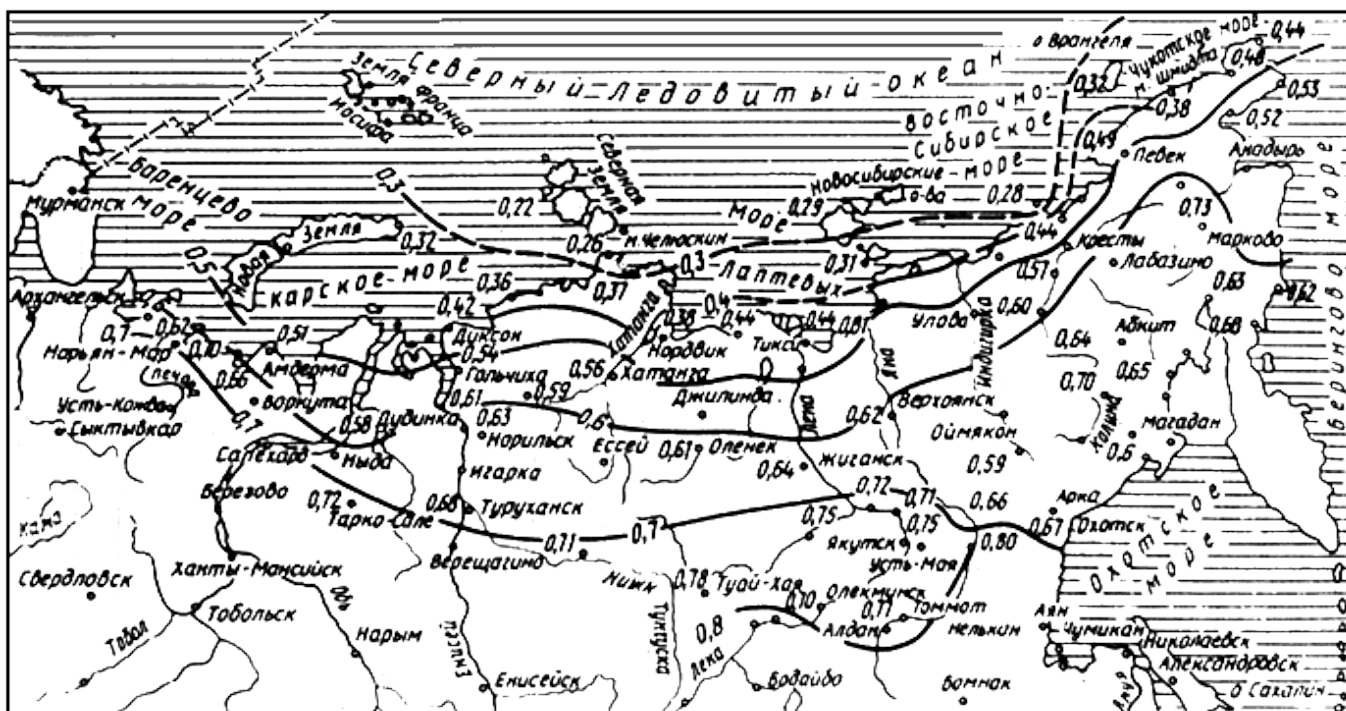 Северный Ледовитый океан
Земля
Франца
Иосифа
о Врангеля
Чукотское море
м. Шмидта
0,44
0,48
0,32
0,38
0,53
0,52
Восточно-
Сибирское
море
0,49
Певек
Анадырь
Баренцево
море
Мурманск
0,3
Северная
Земля
0,22
Новосибирские
о-ва
0,28
0,29
Море
Лаптевых
0,26
м. Челюскин
0,3
0,31
0,44
0,73
Марково
Кресты
Лабазино
0,57
0,63
0,62
Берингово море
Новая
Земля
0,32
0,5
Карское море
0,36
0,37
0,42
Архангельск
0,7
0,62
0,70
0,51
Нарьян-Мар
Печора
0,66
Амдерма
Воркута
Диксон
0,54
Гольчиха
0,61
Хатанга
0,38
0,4
0,44
0,44
Нордвик
Тикси
0,81
Яна
Улово
0,60
Индигирка
0,64
Абкит
0,68
0,65
0,70
Колыма
Магадан
0,6
0,56
Хатанга
0,59
Джилинда
Лена
0,62
Верхоянск
Оймякон
0,59
Усть-Кожва
Сыктывкар
0,7
0,58
Дудинка
0,63
Норильск
0,6
Ессей
0,61
Оленек
0,64
Жиганск
Салехард
Ныда
Игарка
Березово
0,72
Тарко-Сале
0,68
Туруханск
0,71
0,7
0,75
0,72
0,71
0,75
0,66
Арка
0,67
Охотск
0,80
Якутск
Усть-Мая
Охотское
море
Кама
Свердловск
Ханты-Мансийск
Верещагино
Нижн
Тунгуска
0,78
Туой-Хая
0,70
Олекминск
0,71
Томмот
Алдан
Нелькан
0,8
Лека
Тобольск
Тобол
Обь
Нарым
Енисей
Енисейск
Бодайбо
Бомнак
Аян
Чумикан
Николаевск
Александровск
о Сахалин